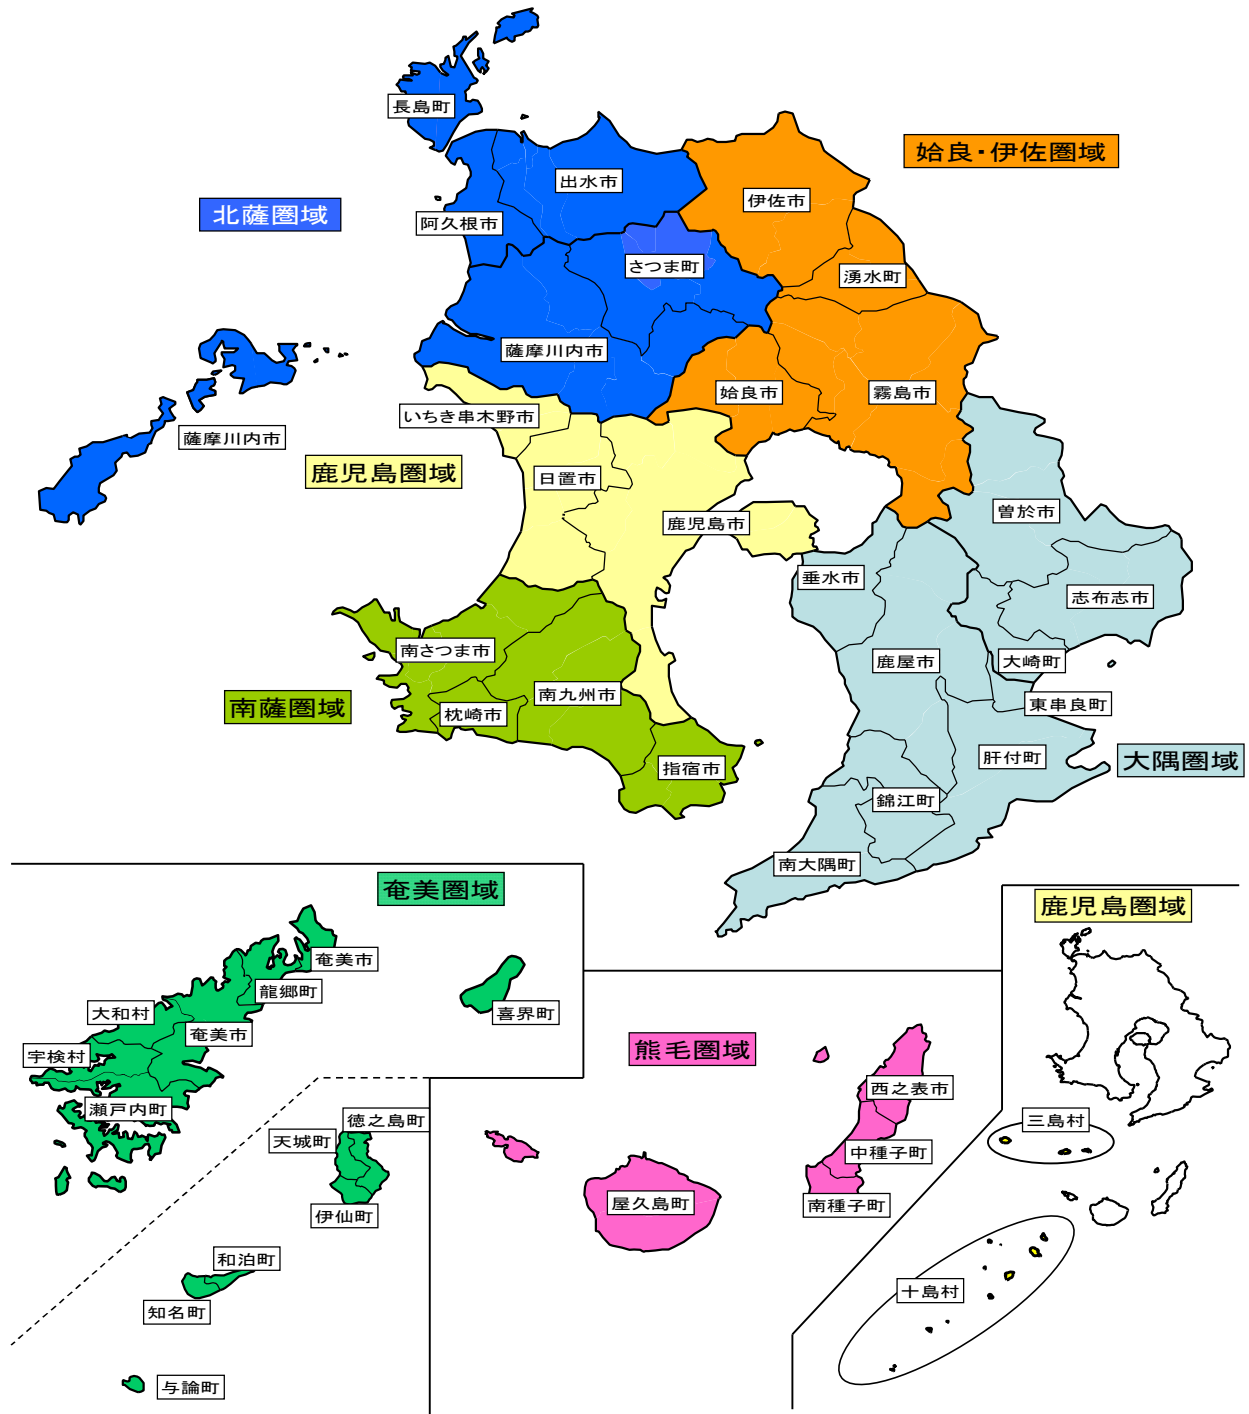 長島町
始良・伊佐圏域
出水市
伊佐市
北薩圏域
阿久根市
さつま町
湧水町
薩摩川内市
始良市
霧島市
いちき串木野市
薩摩川内市
鹿児島圏域
日置市
曽於市
鹿児島市
垂水市
志布志市
南さつま市
鹿屋市
大崎町
南九州市
南薩圏域
枕崎市
東串良町
肝付町
大隅圏域
指宿市
錦江町
南大隅町
奄美圏域
鹿児島圏域
奄美市
龍郷町
喜界町
大和村
奄美市
熊毛圏域
宇検村
西之表市
瀬戸内町
徳之島町
三島村
天城町
中種子町
屋久島町
南種子町
伊仙町
和泊町
十島村
知名町
与論町